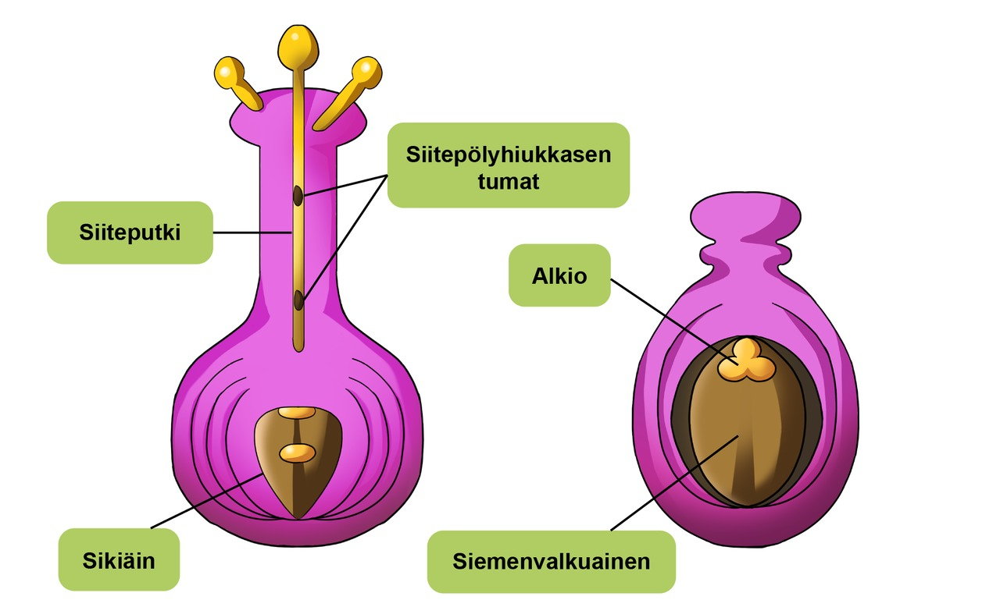 Siitepölyhiukkasen
tumat
Siiteputki
Alkio
Sikiäin
Siemenvalkuainen